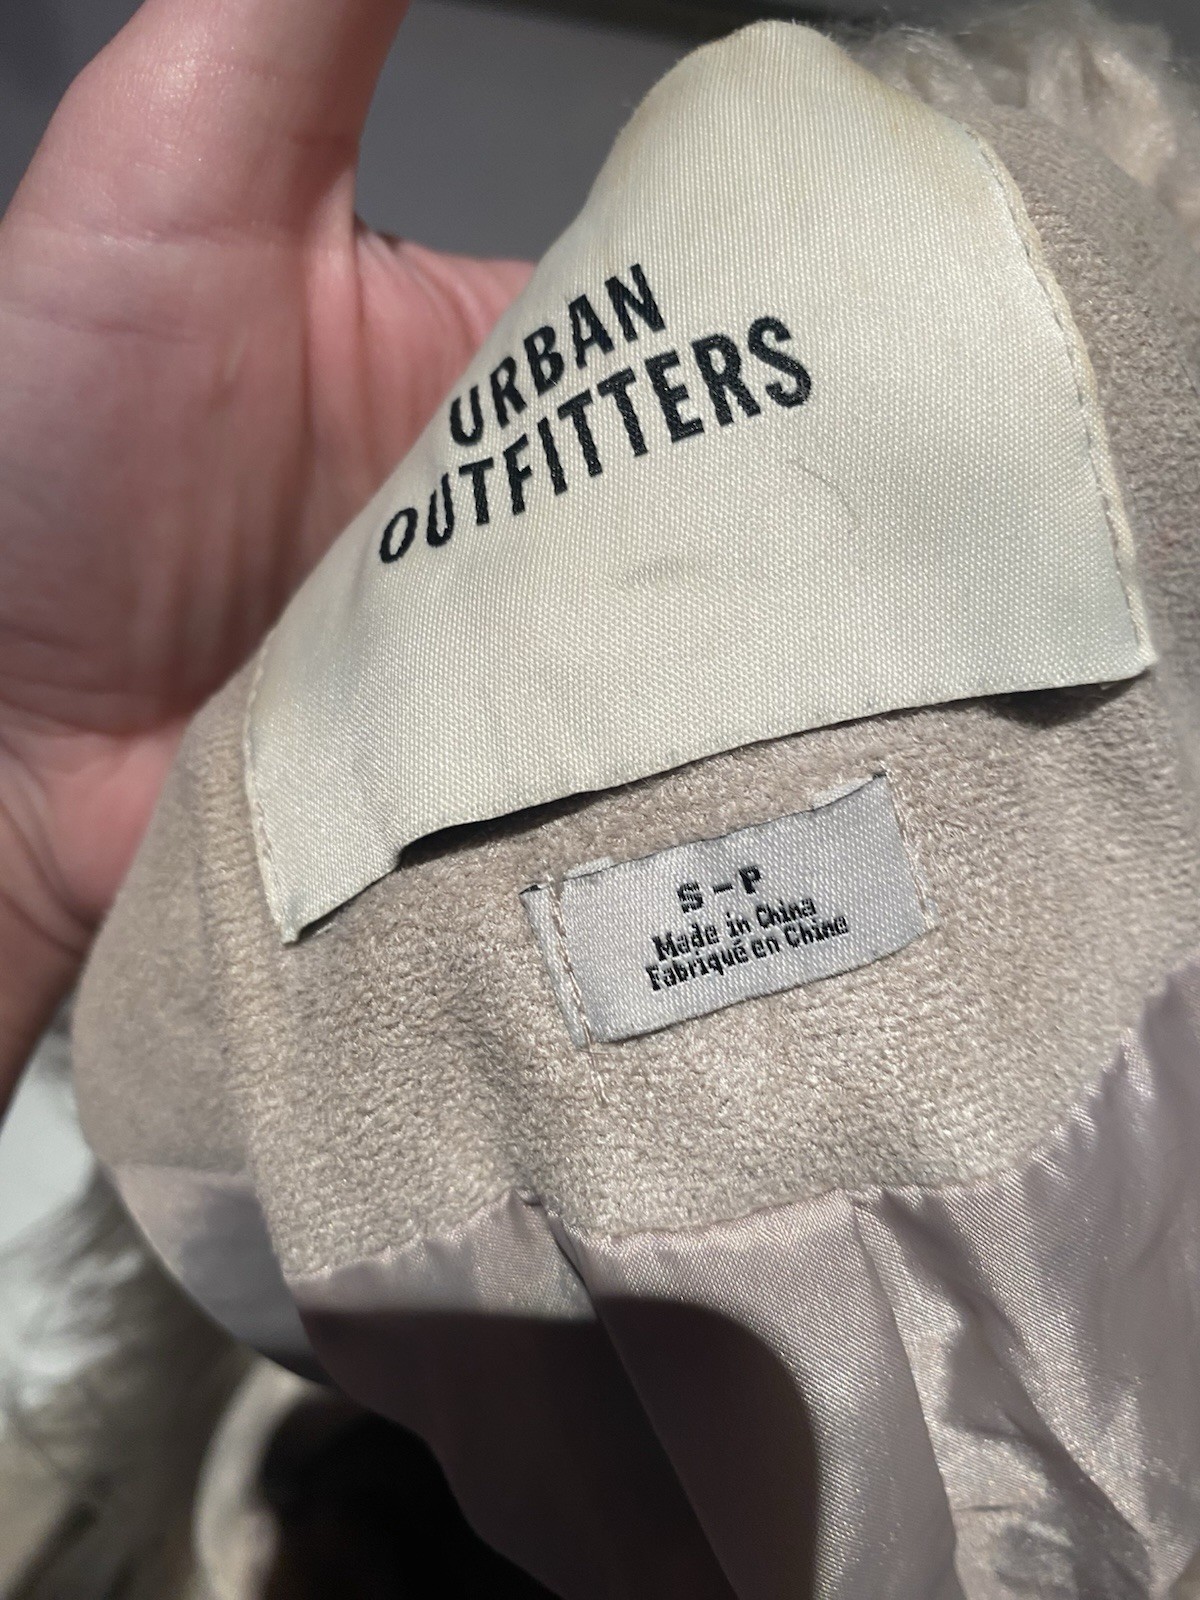 URBAN
OUTFITTERS
S-P
Made in China
Fabriqué en Chine